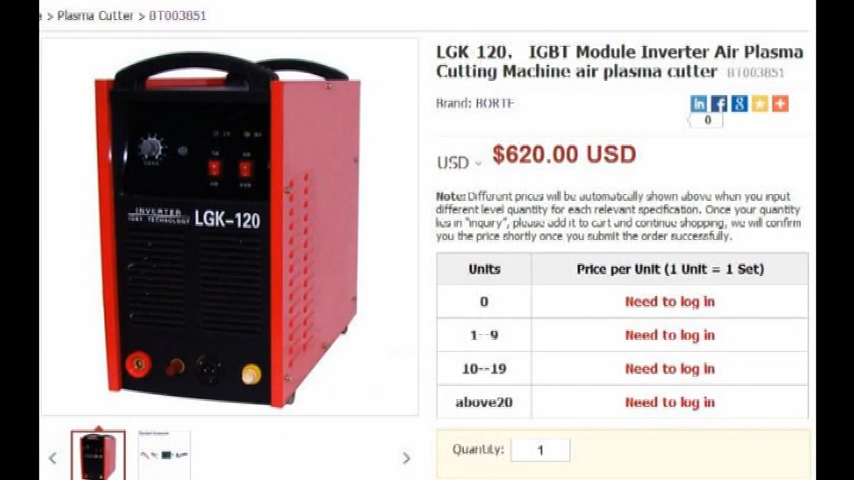 > Plasma Cutter > BT003851
LGK 120, IGBT Module Inverter Air Plasma
Cutting Machine air plasma cutter BT003851
Brand: BORTE
0
USD $620.00 USD
Note: Different prices will be automatically shown above when you input
different level quantity for each relevant specification. Once your quantity
lies in "inqury", please add it to cart and continue shopping, we will confirm
you the price shortly once you submit the order successfully.
Units Price per Unit (1 Unit = 1 Set)
0 Need to log in
1--9 Need to log in
10--19 Need to log in
above20 Need to log in
Quantity: 1
INVERTER
IGBT TECHNOLOGY
LGK-120